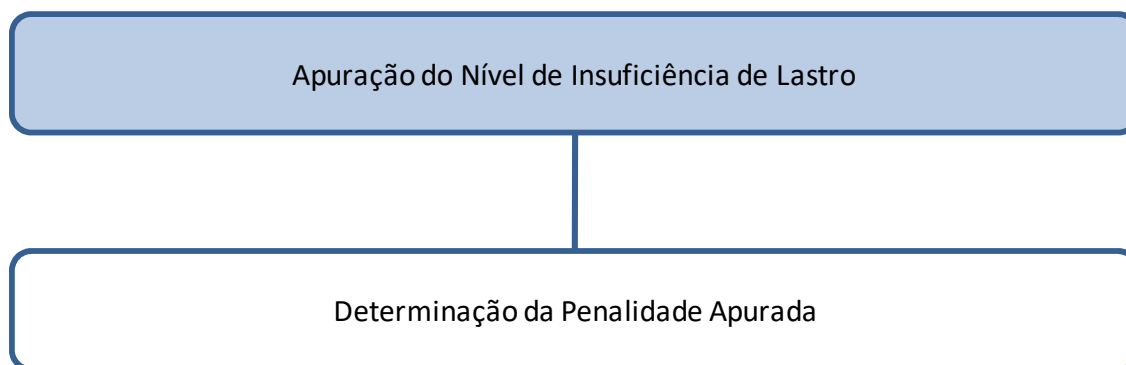 Apuração do Nível de Insuficiência de Lastro
Determinação da Penalidade Apurada